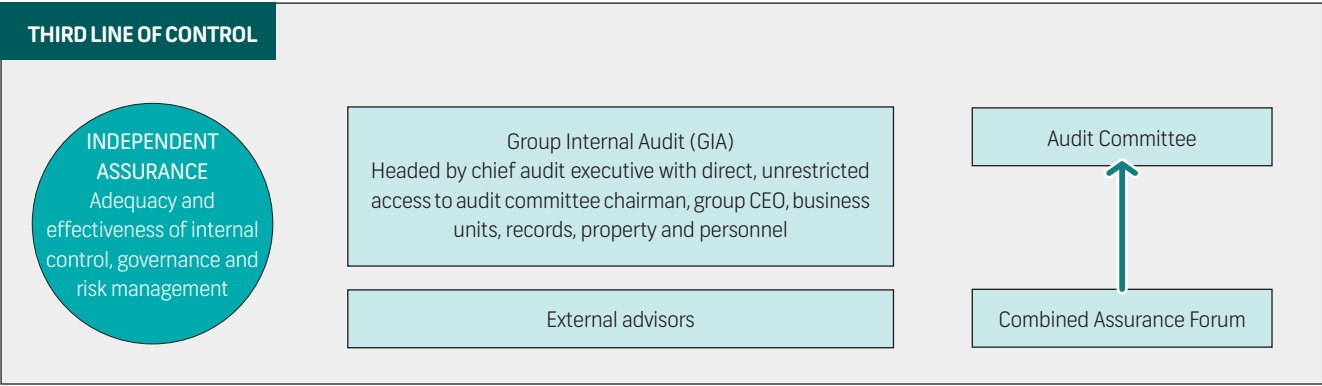 THIRD LINE OF CONTROL
INDEPENDENT
ASSURANCE
Adequacy and
effectiveness of internal
control, governance and
risk management
Group Internal Audit (GIA)
Headed by chief audit executive with direct, unrestricted
access to audit committee chairman, group CEO, business
units, records, property and personnel
External advisors
Audit Committee
Combined Assurance Forum